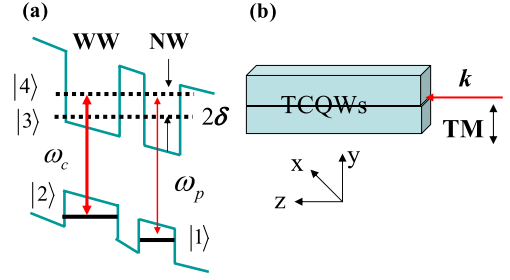 (a)
WW
NW
|4⟩
|3⟩
2δ
ω_c
ω_p
|2⟩
|1⟩
(b)
k
TCQWs
TM
x
y
z